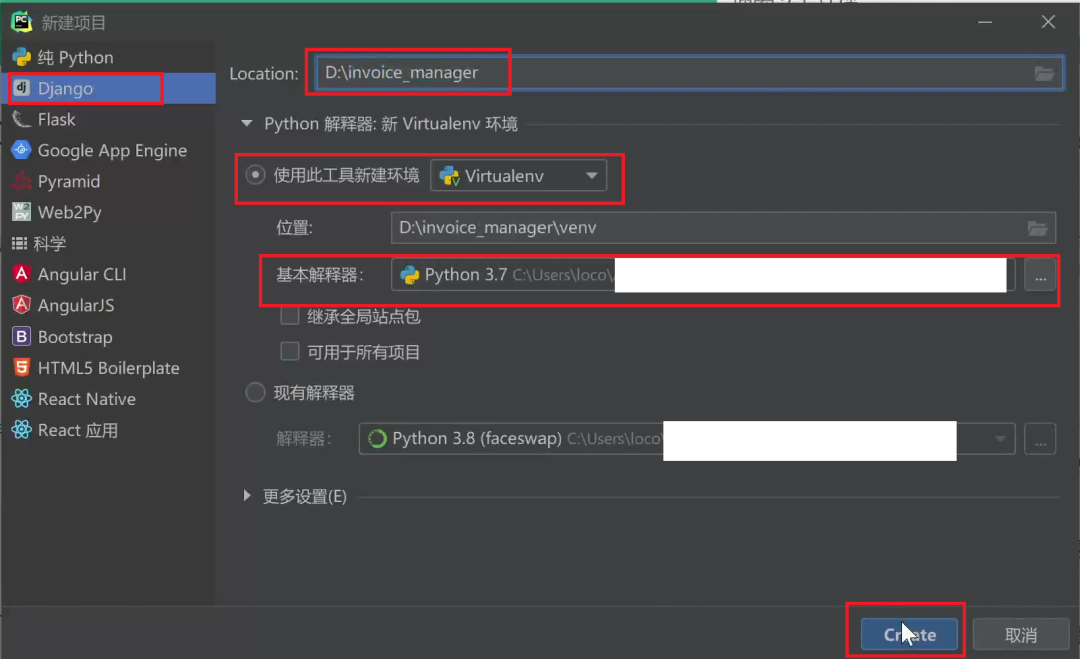 新建项目
纯 Python
Django
Flask
Google App Engine
Pyramid
Web2Py
科学
Angular CLI
AngularJS
Bootstrap
HTML5 Boilerplate
React Native
React 应用
Location: D:\invoice_manager
Python 解释器: 新 Virtualenv 环境
使用此工具新建环境 Virtualenv
位置: D:\invoice_manager\venv
基本解释器: Python 3.7 C:\Users\loco\ ...
继承全局站点包
可用于所有项目
现有解释器
解释器: Python 3.8 (faceswap) C:\Users\loco\ ...
更多设置(E)
Create 取消